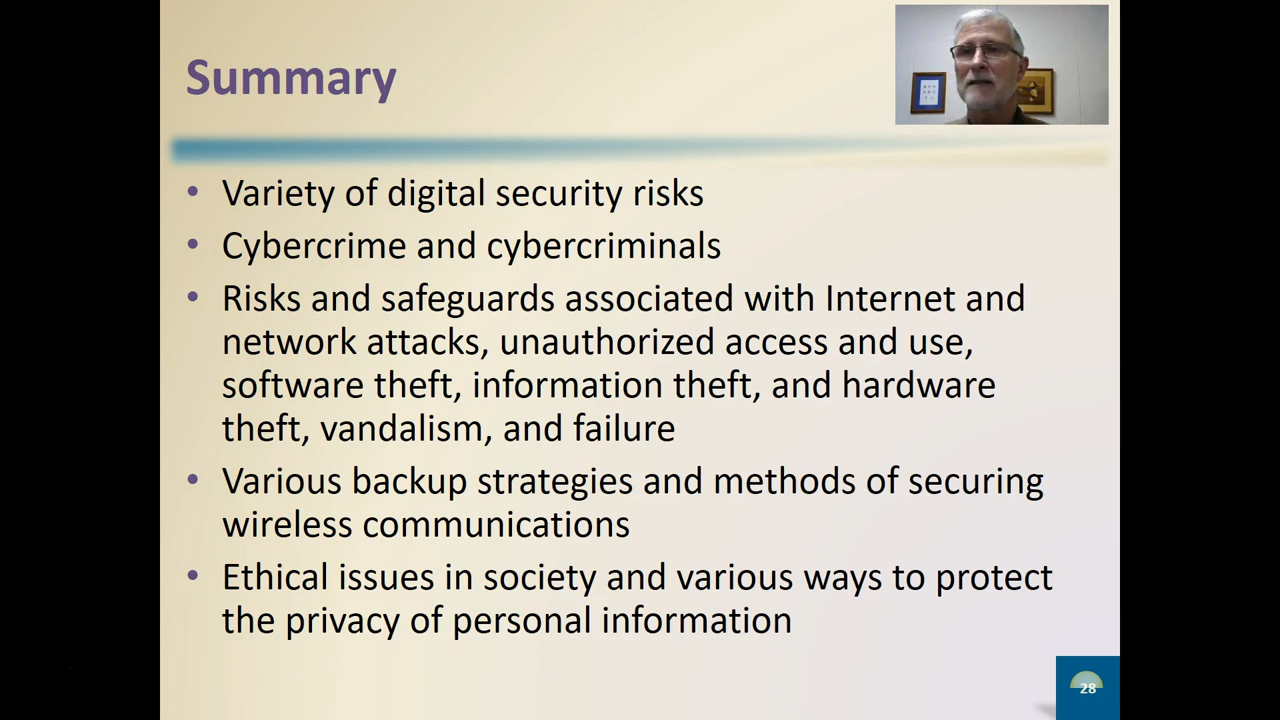 Summary
• Variety of digital security risks
• Cybercrime and cybercriminals
• Risks and safeguards associated with Internet and
network attacks, unauthorized access and use,
software theft, information theft, and hardware
theft, vandalism, and failure
• Various backup strategies and methods of securing
wireless communications
• Ethical issues in society and various ways to protect
the privacy of personal information
28